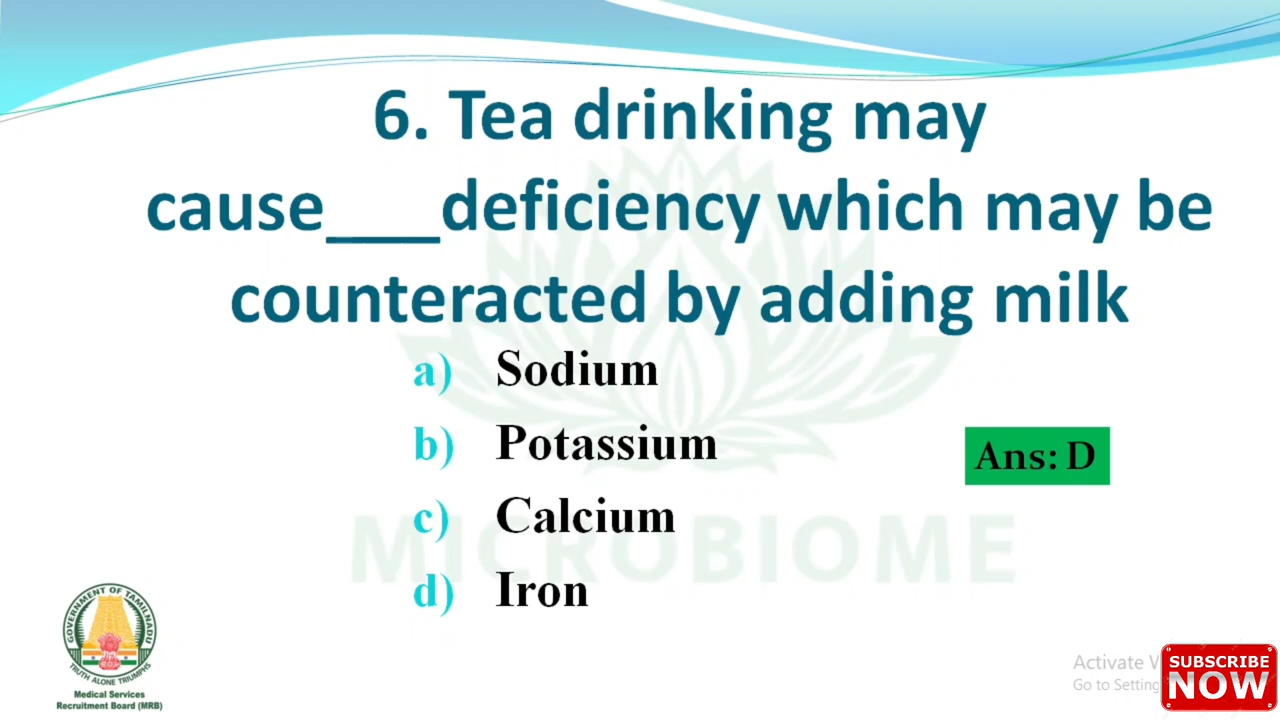 6. Tea drinking may
cause___deficiency which may be
counteracted by adding milk
a) Sodium
b) Potassium
Ans: D
c) Calcium
MICROBIOME
d) Iron
GOVERNMENT OF TAMILNADU
TRUTH ALONE TRIUMPHS
Medical Services
Recruitment Board (MRB)
Activate
Go to Setting
SUBSCRIBE
NOW